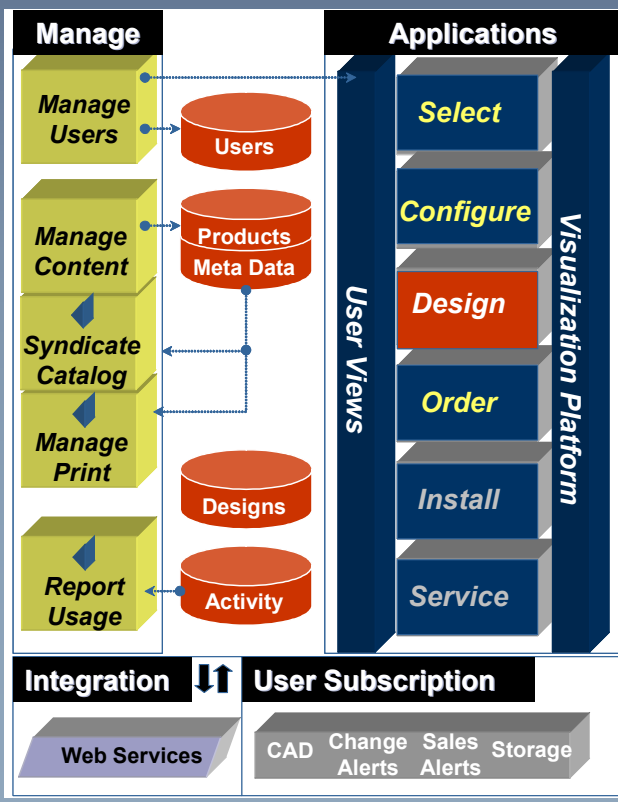 Manage
Applications
Manage
Users
Users
Manage
Content
Products
Meta Data
Syndicate
Catalog
Manage
Print
Designs
Report
Usage
Activity
User Views
Select
Configure
Design
Order
Install
Service
Visualization Platform
Integration
User Subscription
Web Services
CAD
Change
Alerts
Sales
Alerts
Storage